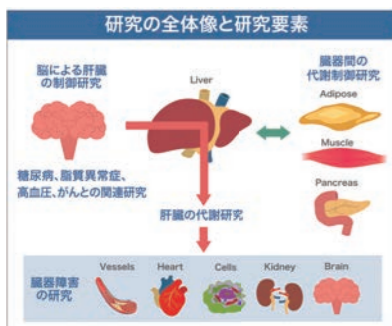 研究の全体像と研究要素
脳による肝臓
の制御研究
Liver
臓器間の
代謝制御研究
Adipose
Muscle
Pancreas
糖尿病、脂質異常症、
高血圧、がんとの関連研究
肝臓の代謝研究
臓器障害
の研究
Vessels
Heart
Cells
Kidney
Brain